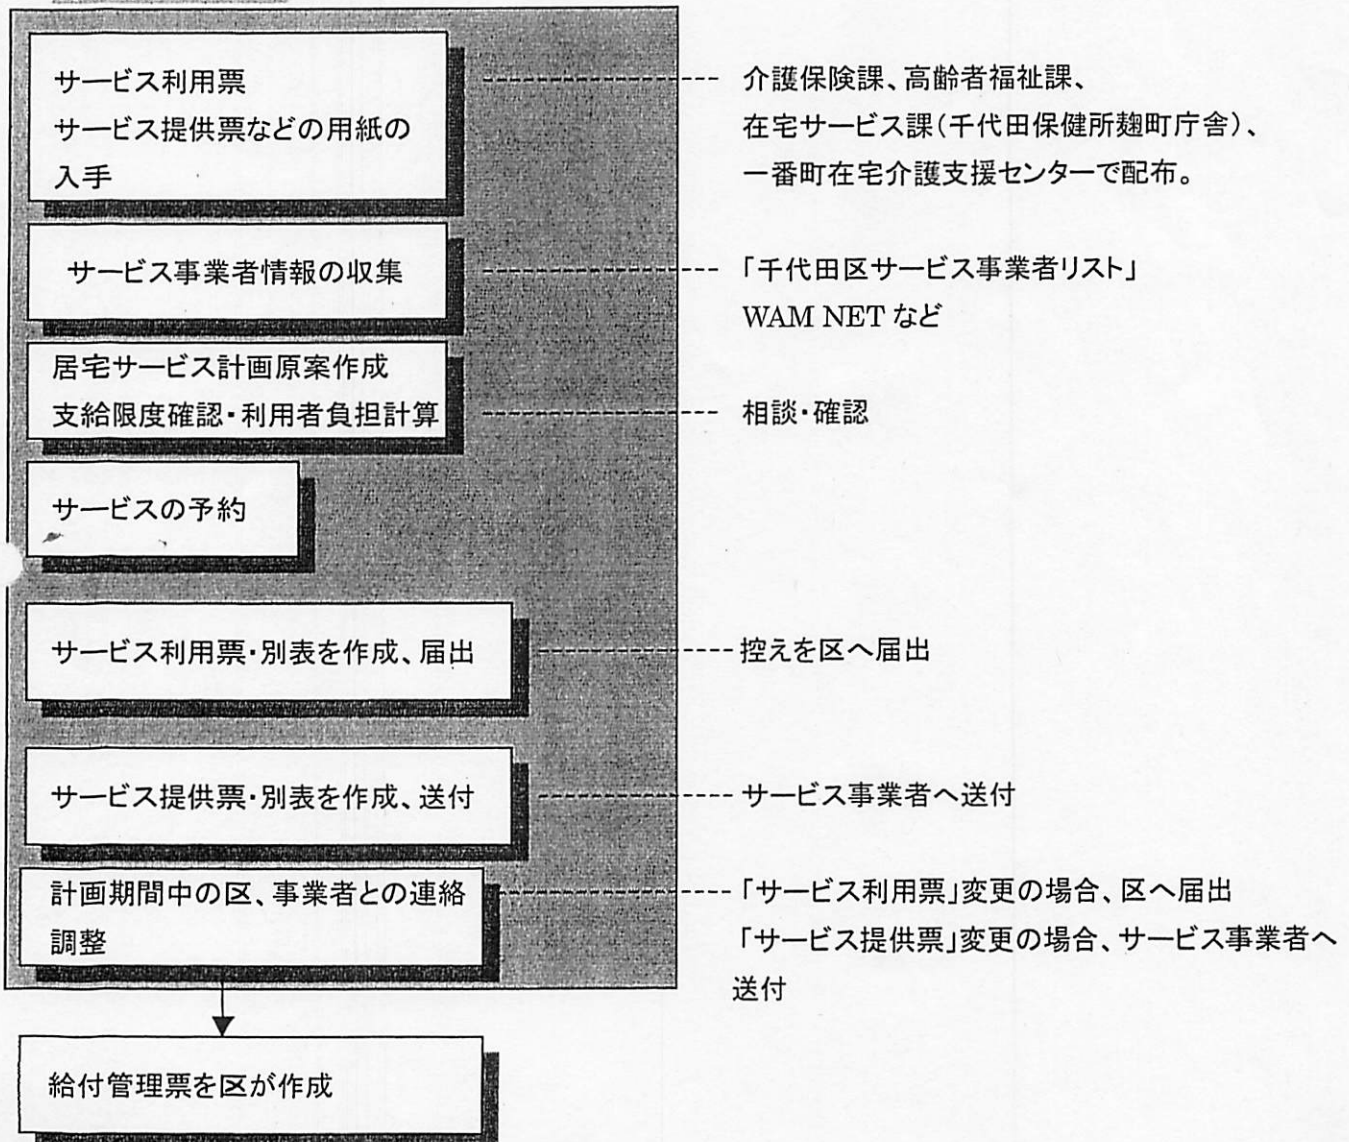 サービス利用票
サービス提供票などの用紙の
入手
介護保険課、高齢者福祉課、
在宅サービス課(千代田保健所麹町庁舎)、
一番町在宅介護支援センターで配布。
サービス事業者情報の収集
「千代田区サービス事業者リスト」
WAM NET など
居宅サービス計画原案作成
支給限度確認・利用者負担計算
相談・確認
サービスの予約
サービス利用票・別表を作成、届出
控えを区へ届出
サービス提供票・別表を作成、送付
サービス事業者へ送付
計画期間中の区、事業者との連絡
調整
「サービス利用票」変更の場合、区へ届出
「サービス提供票」変更の場合、サービス事業者へ
送付
給付管理票を区が作成